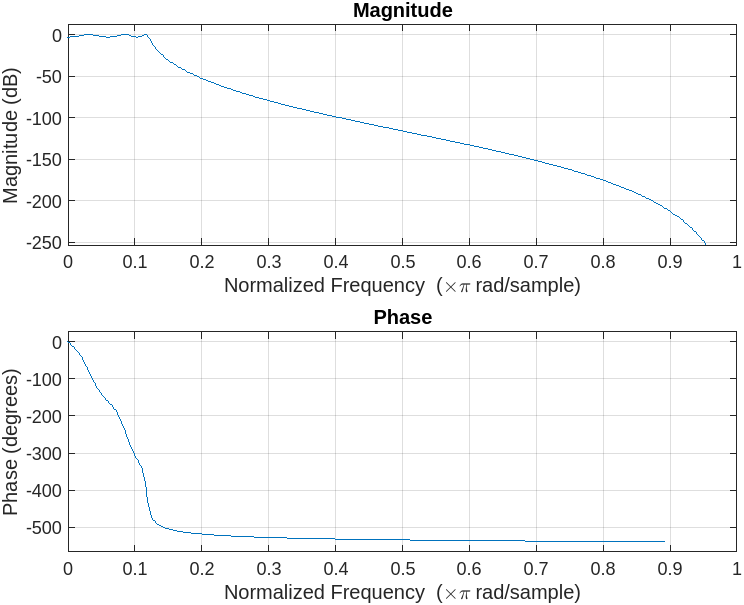 Magnitude
Magnitude (dB)
0
-50
-100
-150
-200
-250
0 0.1 0.2 0.3 0.4 0.5 0.6 0.7 0.8 0.9 1
Normalized Frequency (×π rad/sample)
Phase
Phase (degrees)
0
-100
-200
-300
-400
-500
0 0.1 0.2 0.3 0.4 0.5 0.6 0.7 0.8 0.9 1
Normalized Frequency (×π rad/sample)